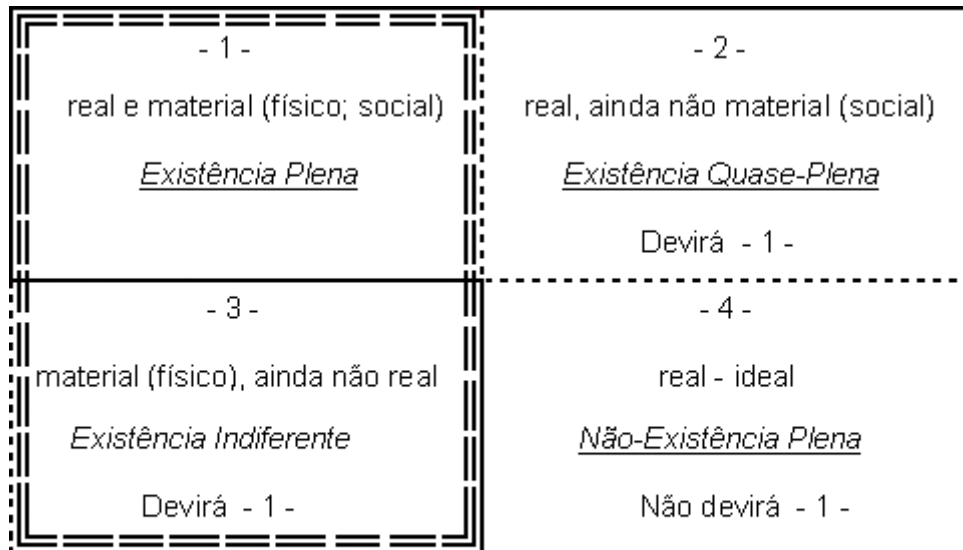 - 1 -
real e material (físico; social)
Existência Plena
- 2 -
real, ainda não material (social)
Existência Quase-Plena
Devirá - 1 -
- 3 -
material (físico), ainda não real
Existência Indiferente
Devirá - 1 -
- 4 -
real - ideal
Não-Existência Plena
Não devirá - 1 -